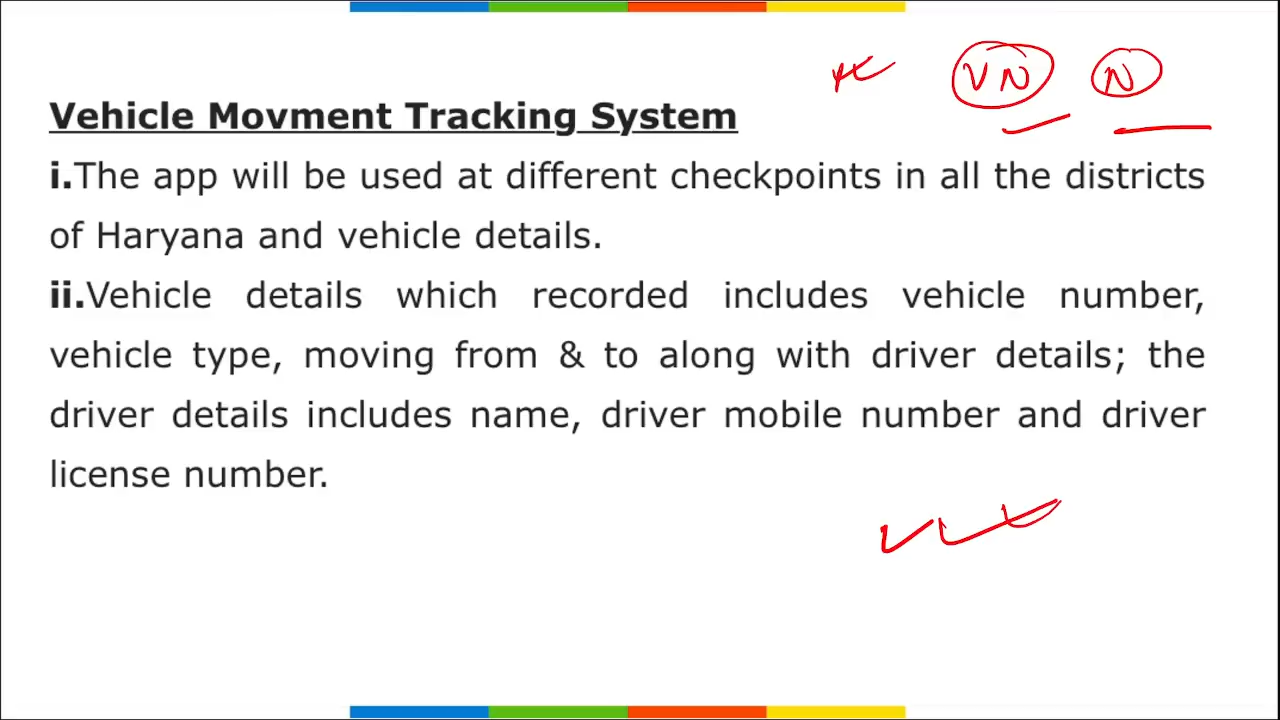 VN N
Vehicle Movment Tracking System
i.The app will be used at different checkpoints in all the districts
of Haryana and vehicle details.
ii.Vehicle details which recorded includes vehicle number,
vehicle type, moving from & to along with driver details; the
driver details includes name, driver mobile number and driver
license number.